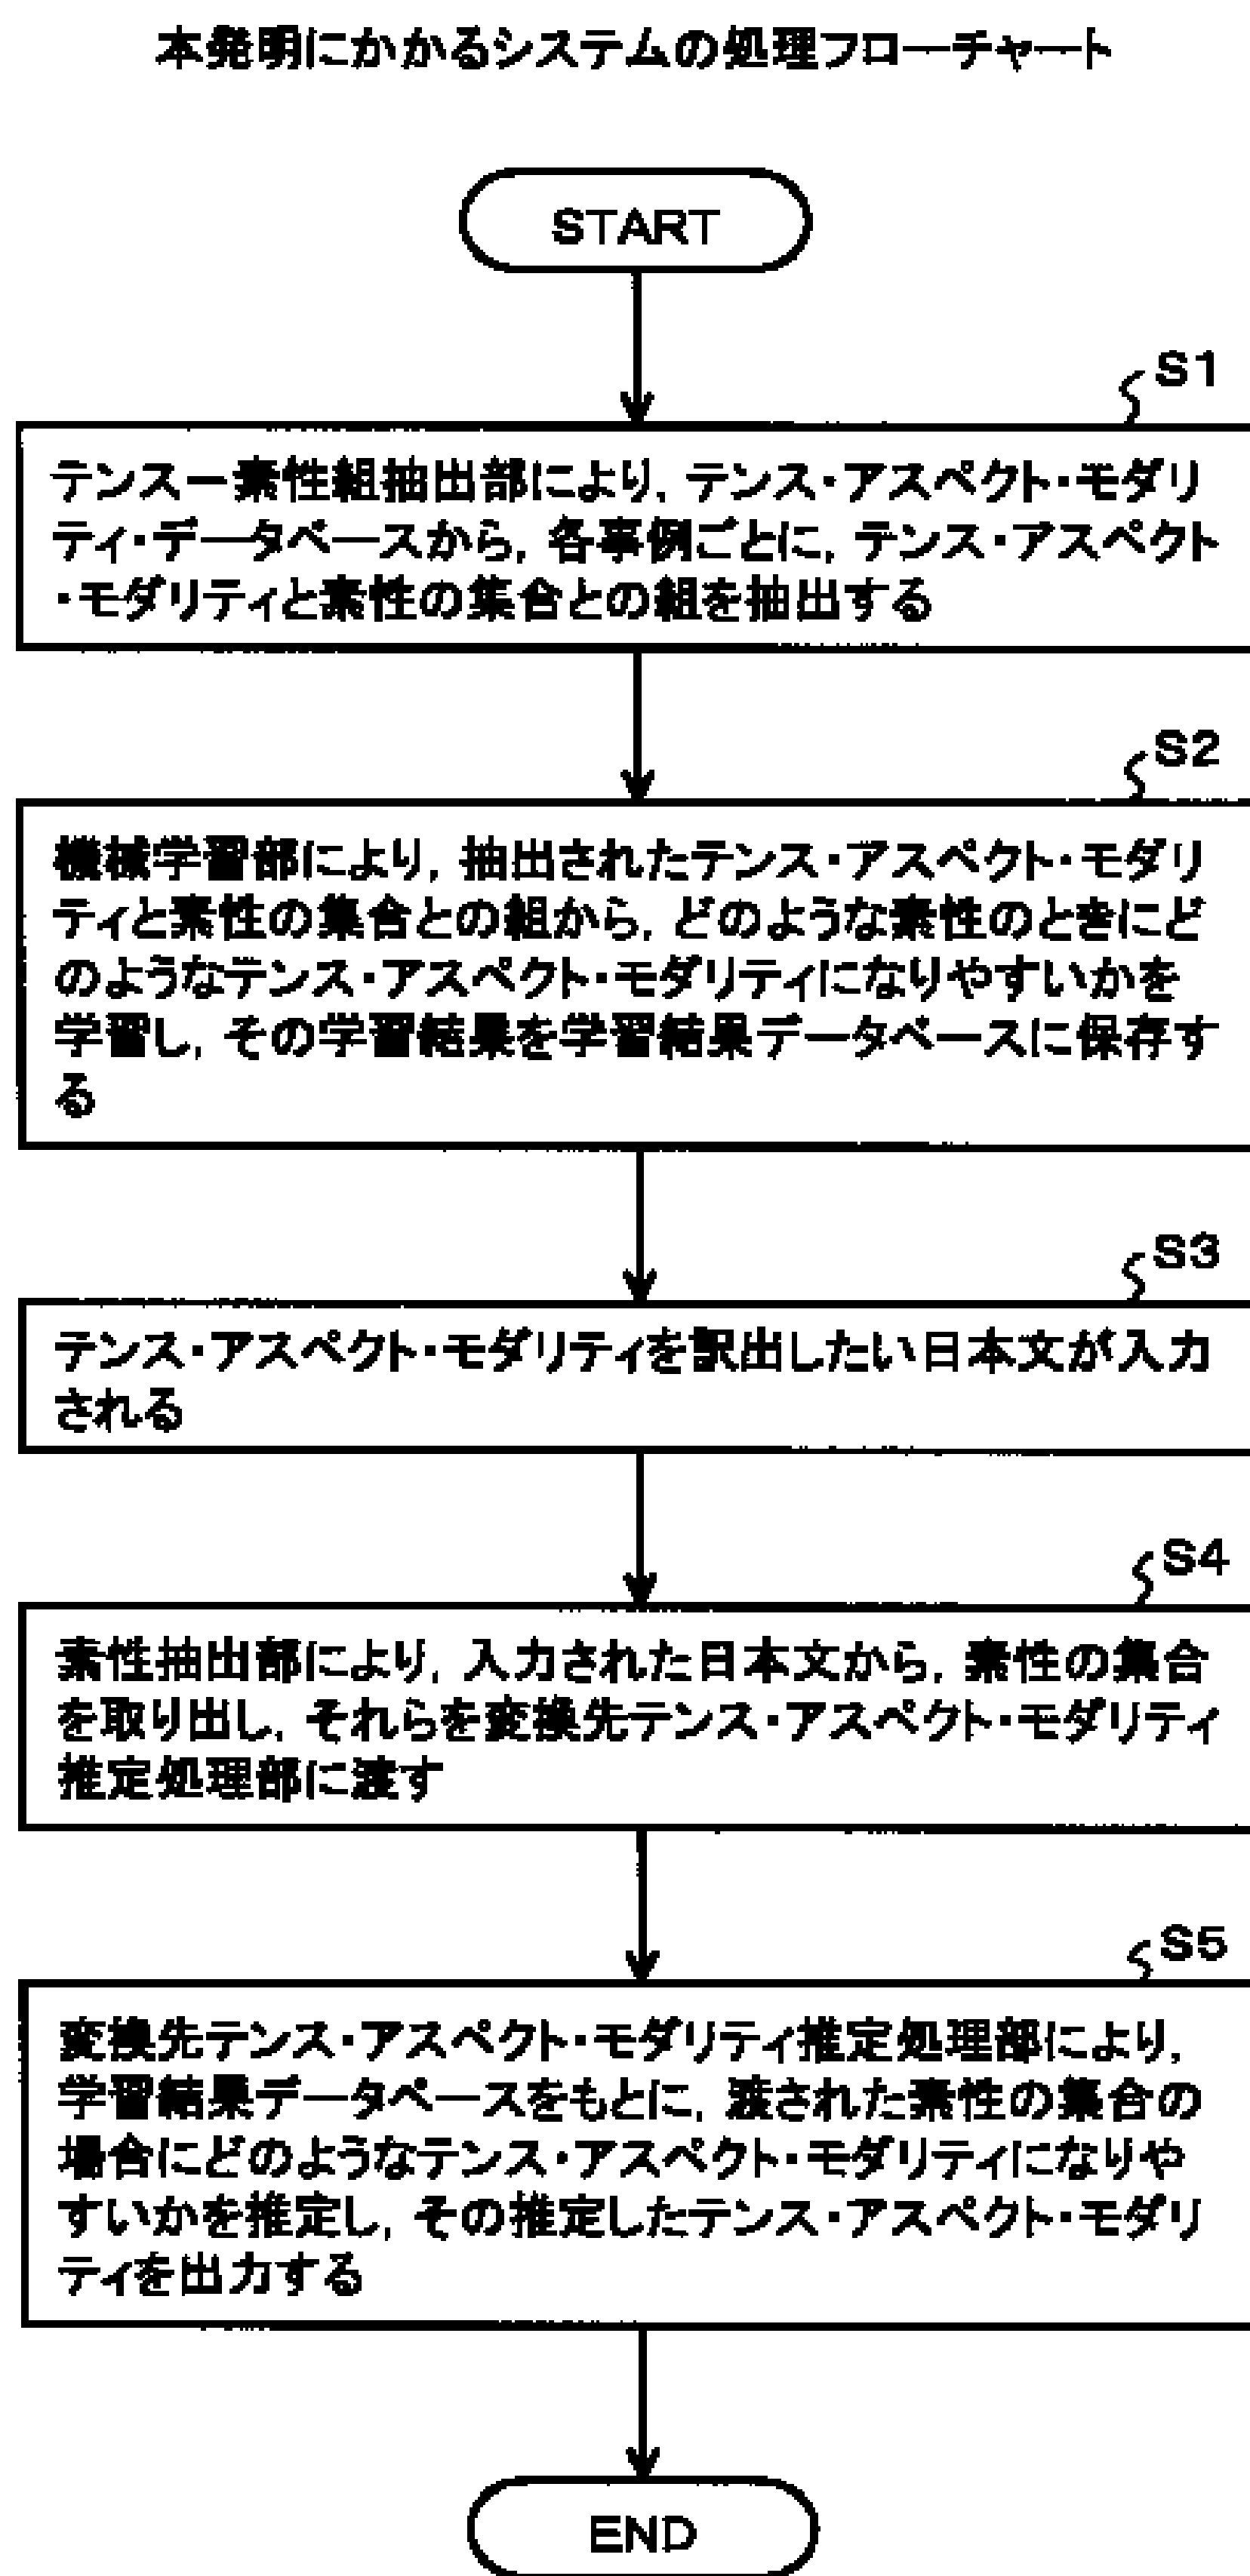 本発明にかかるシステムの処理フローチャート
START
S1
テンスー素性組抽出部により，テンス・アスペクト・モダリ
ティ・データベースから，各事例ごとに，テンス・アスペクト
・モダリティと素性の集合との組を抽出する
S2
機械学習部により，抽出されたテンス・アスペクト・モダリ
ティと素性の集合との組から，どのような素性のときにど
のようなテンス・アスペクト・モダリティになりやすいかを
学習し，その学習結果を学習結果データベースに保存す
る
S3
テンス・アスペクト・モダリティを訳出したい日本文が入力
される
S4
素性抽出部により，入力された日本文から，素性の集合
を取り出し，それらを変換先テンス・アスペクト・モダリティ
推定処理部に渡す
S5
変換先テンス・アスペクト・モダリティ推定処理部により，
学習結果データベースをもとに，渡された素性の集合の
場合にどのようなテンス・アスペクト・モダリティになりや
すいかを推定し，その推定したテンス・アスペクト・モダリ
ティを出力する
END